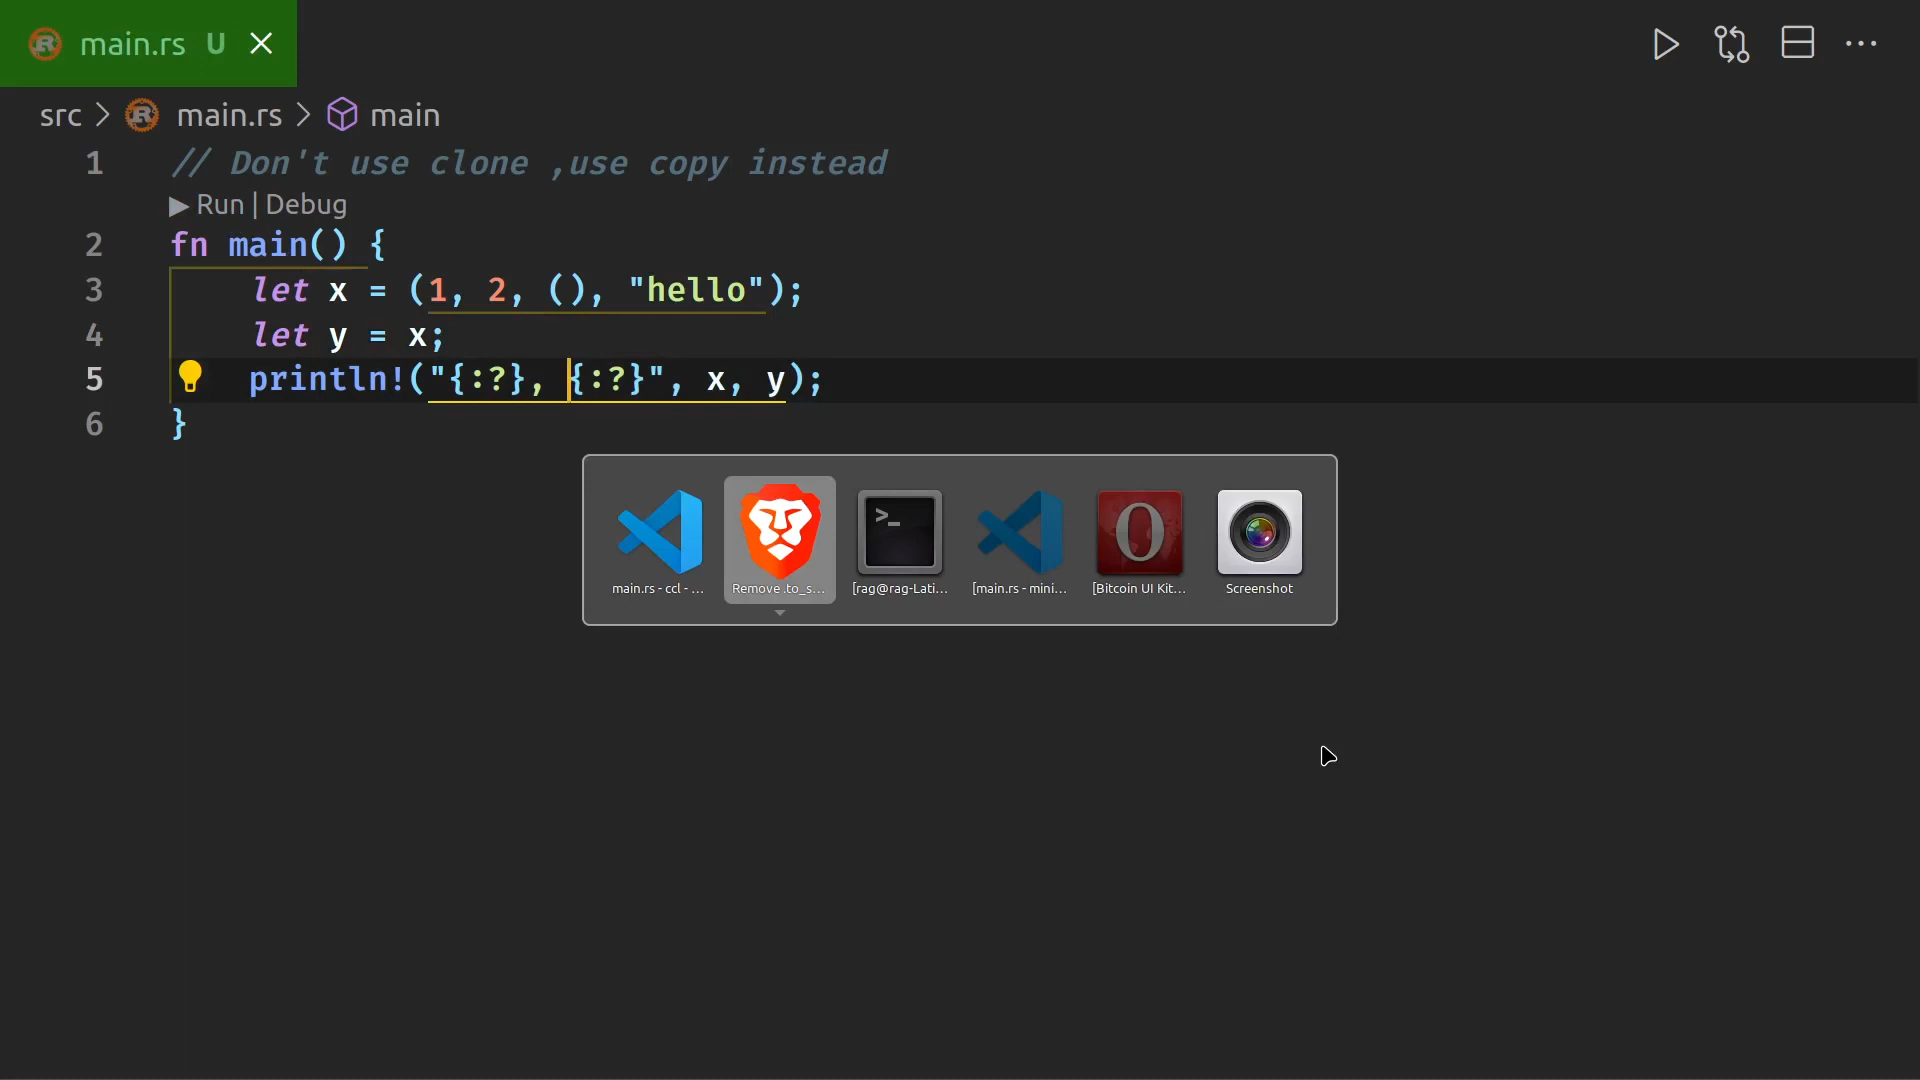 main.rs U
src > main.rs > main
1 // Don't use clone ,use copy instead
▶ Run | Debug
2 fn main() {
3 let x = (1, 2, (), "hello");
4 let y = x;
5 println!("{:?}, {:?}", x, y);
6 }
main.rs - ccl - ... Remove .to_s... [rag@rag-Lati... [main.rs - mini... [Bitcoin UI Kit... Screenshot